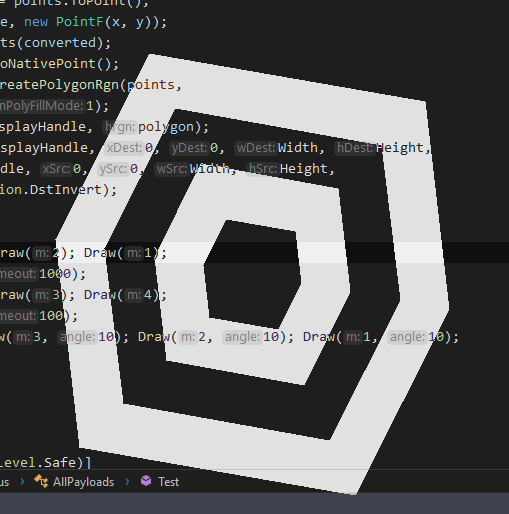 = points.ToPoint(),
e, new PointF(x, y));
ts(converted);
oNativePoint();
reatePolygonRgn(points,
nPolyFillMode: 1);
splayHandle, hrgn: polygon);
splayHandle, xDest: 0, yDest: 0, wDest: Width, hDest: Height,
dle, xSrc: 0, ySrc: 0, wSrc: Width, hSrc: Height,
ion.DstInvert);
raw(m: 2); Draw(m: 1);
meout: 1000);
raw(m: 3); Draw(m: 4);
meout: 100);
w(m: 3, angle: 10); Draw(m: 2, angle: 10); Draw(m: 1, angle: 10);
Level.Safe)]
us > AllPayloads > Test